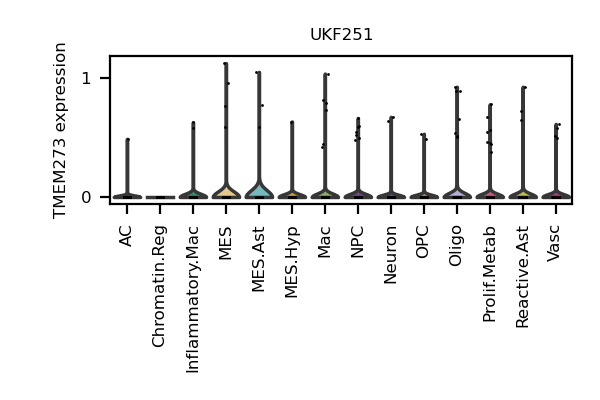 UKF251
TMEM273 expression
1
0
AC
Chromatin.Reg
Inflammatory.Mac
MES
MES.Ast
MES.Hyp
Mac
NPC
Neuron
OPC
Oligo
Prolif.Metab
Reactive.Ast
Vasc